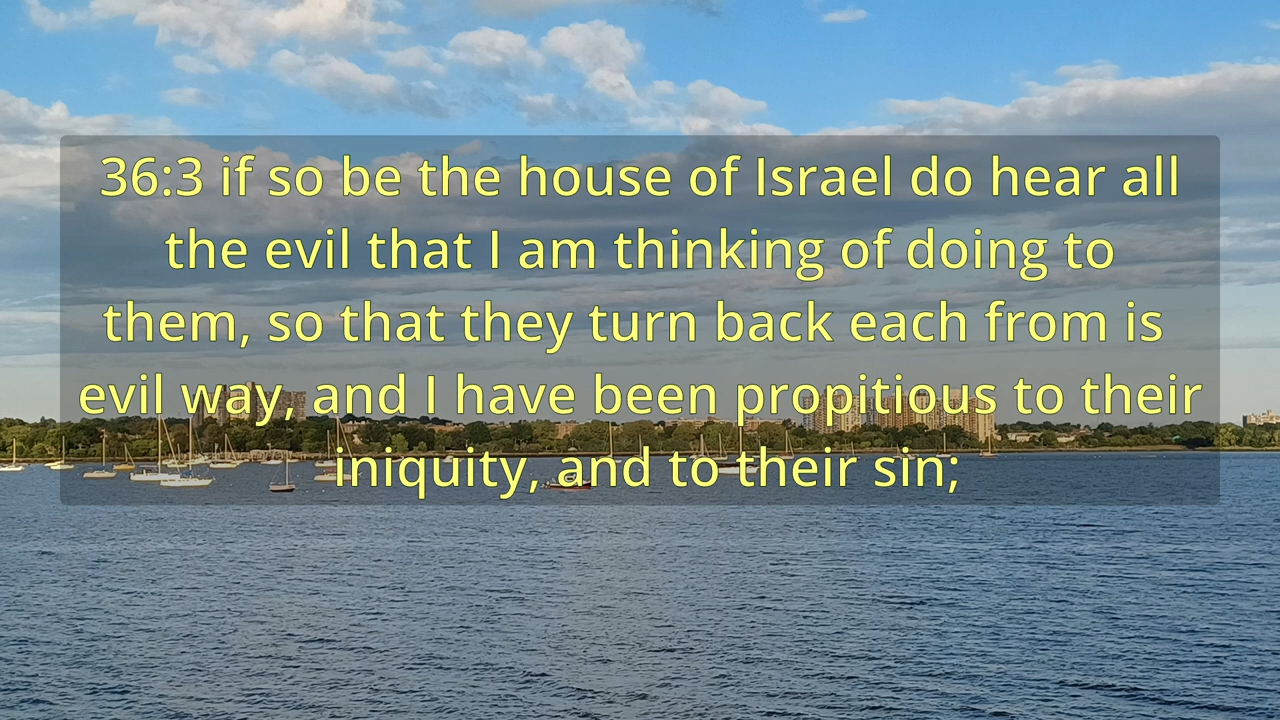 36:3 if so be the house of Israel do hear all
the evil that I am thinking of doing to
them, so that they turn back each from is
evil way, and I have been propitious to their
iniquity, and to their sin;